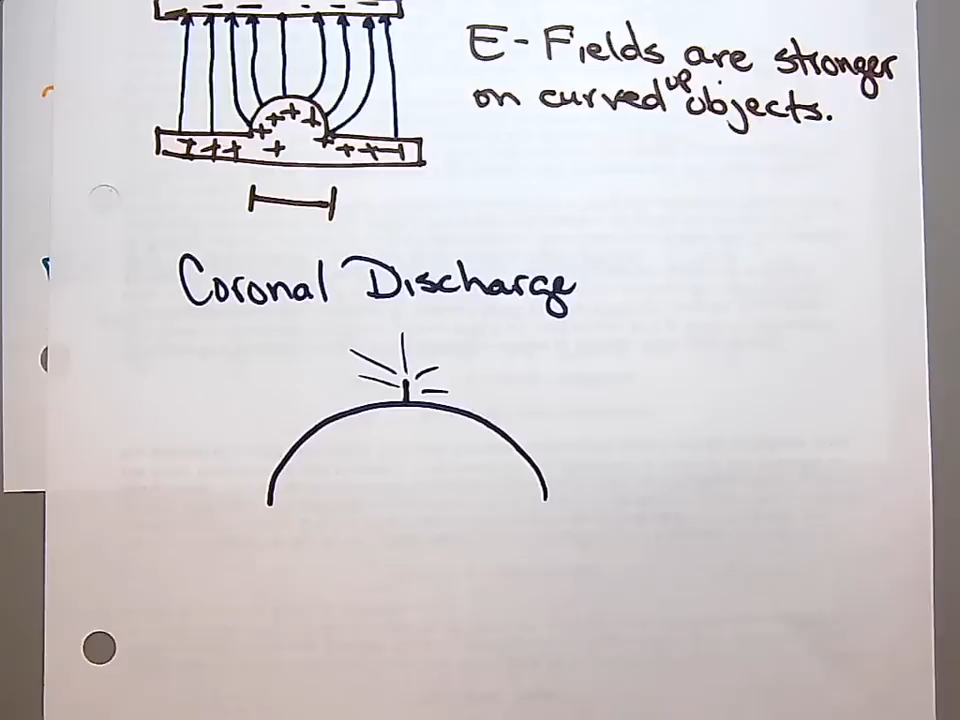 E-Fields are stronger
on curved up objects.
Coronal Discharge